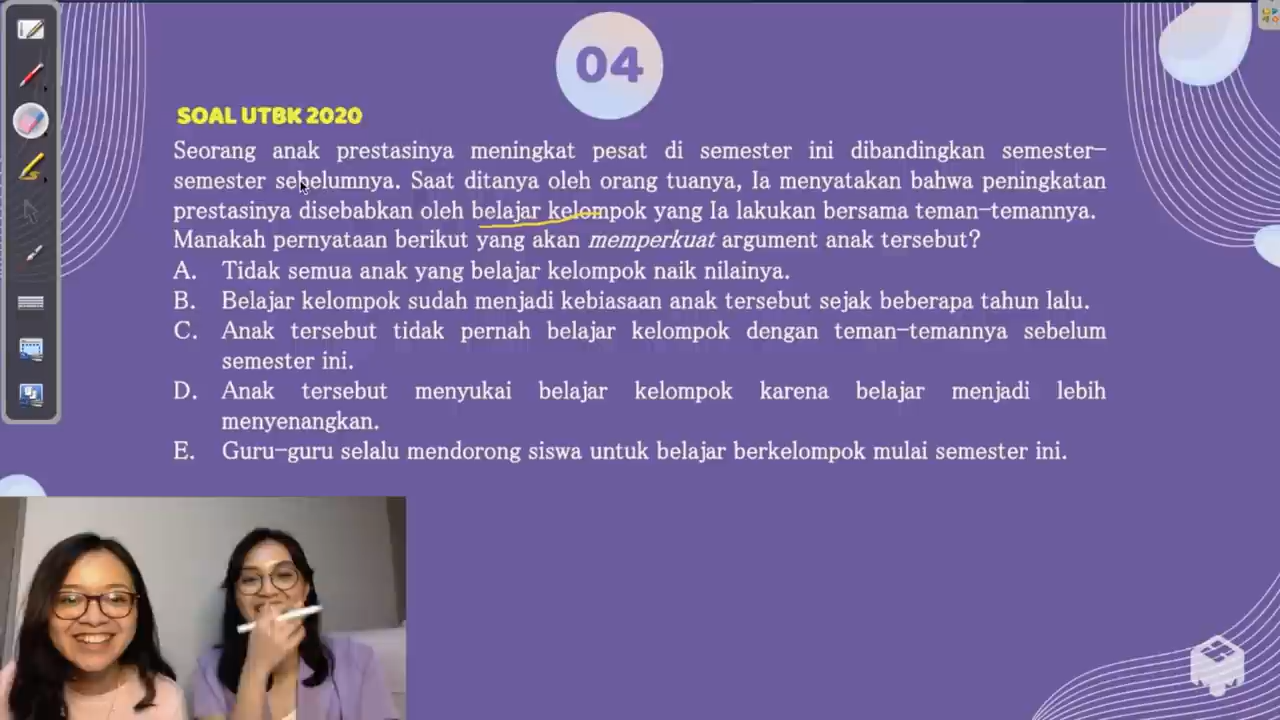 04
SOAL UTBK 2020
Seorang anak prestasinya meningkat pesat di semester ini dibandingkan semester-
semester sebelumnya. Saat ditanya oleh orang tuanya, Ia menyatakan bahwa peningkatan
prestasinya disebabkan oleh belajar kelompok yang Ia lakukan bersama teman-temannya.
Manakah pernyataan berikut yang akan memperkuat argument anak tersebut?
A. Tidak semua anak yang belajar kelompok naik nilainya.
B. Belajar kelompok sudah menjadi kebiasaan anak tersebut sejak beberapa tahun lalu.
C. Anak tersebut tidak pernah belajar kelompok dengan teman-temannya sebelum
semester ini.
D. Anak tersebut menyukai belajar kelompok karena belajar menjadi lebih
menyenangkan.
E. Guru-guru selalu mendorong siswa untuk belajar berkelompok mulai semester ini.